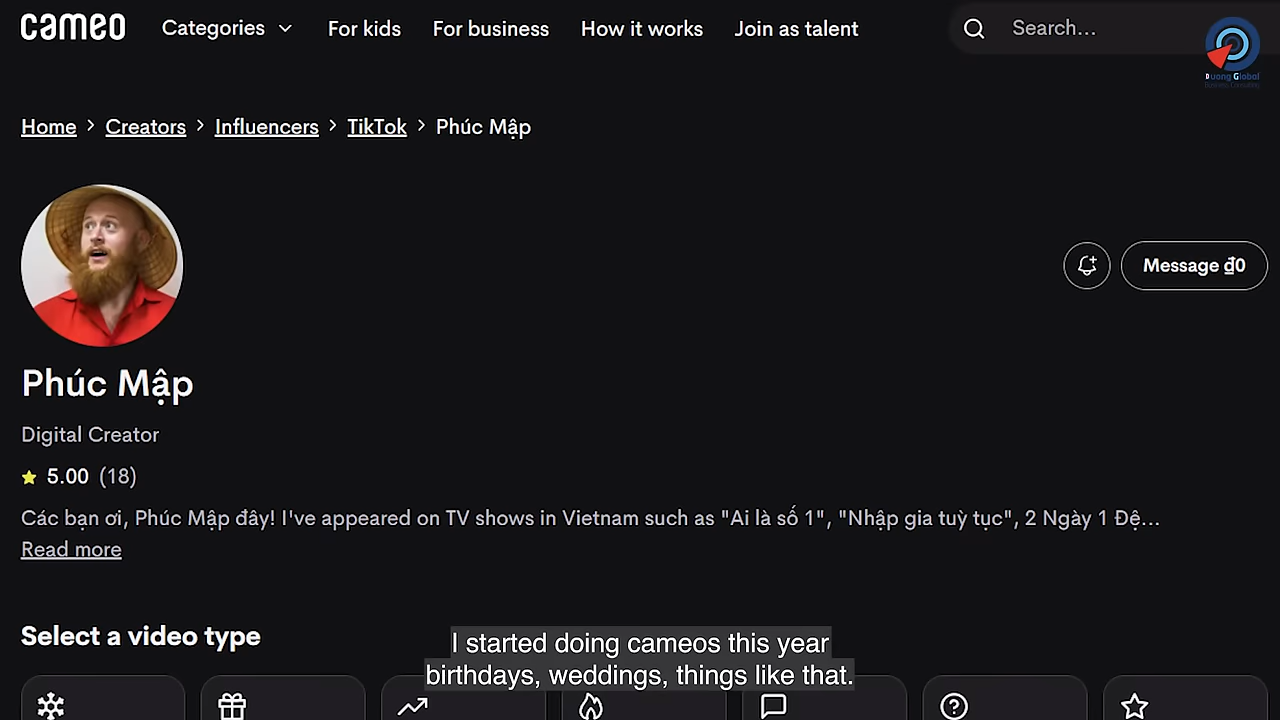 cameo Categories For kids For business How it works Join as talent Search...
Duong Global
Home > Creators > Influencers > TikTok > Phúc Mập
Message ₫0
Phúc Mập
Digital Creator
5.00 (18)
Các bạn ơi, Phúc Mập đây! I've appeared on TV shows in Vietnam such as "Ai là số 1", "Nhập gia tuỳ tục", 2 Ngày 1 Đệ...
Read more
Select a video type
I started doing cameos this year
birthdays, weddings, things like that.